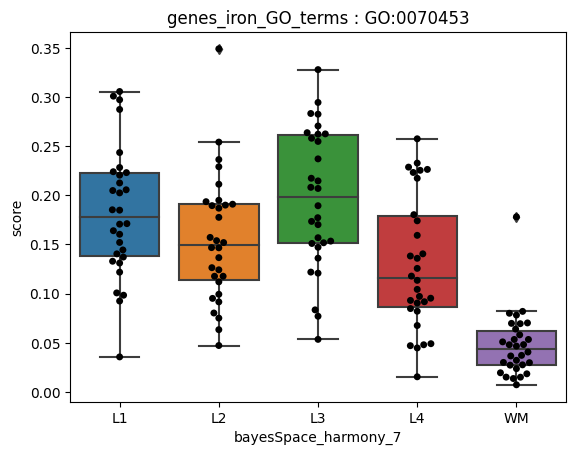 genes_iron_GO_terms : GO:0070453
0.35
0.30
0.25
0.20
0.15
0.10
0.05
0.00
score
L1 L2 L3 L4 WM
bayesSpace_harmony_7